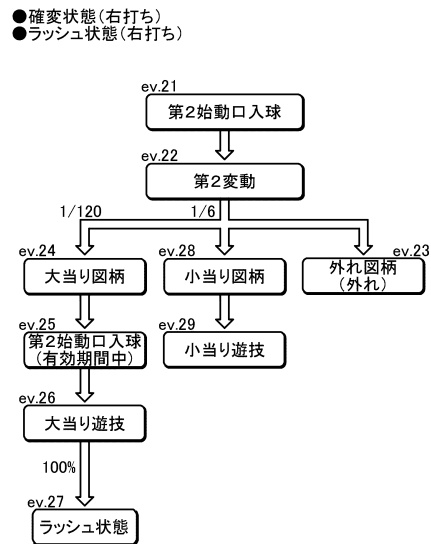 ●確変状態(右打ち)
●ラッシュ状態(右打ち)
ev.21
第2始動口入球
ev.22
第2変動
1/120
1/6
ev.24
大当り図柄
ev.28
小当り図柄
ev.23
外れ図柄
(外れ)
ev.25
第2始動口入球
(有効期間中)
ev.29
小当り遊技
ev.26
大当り遊技
100%
ev.27
ラッシュ状態